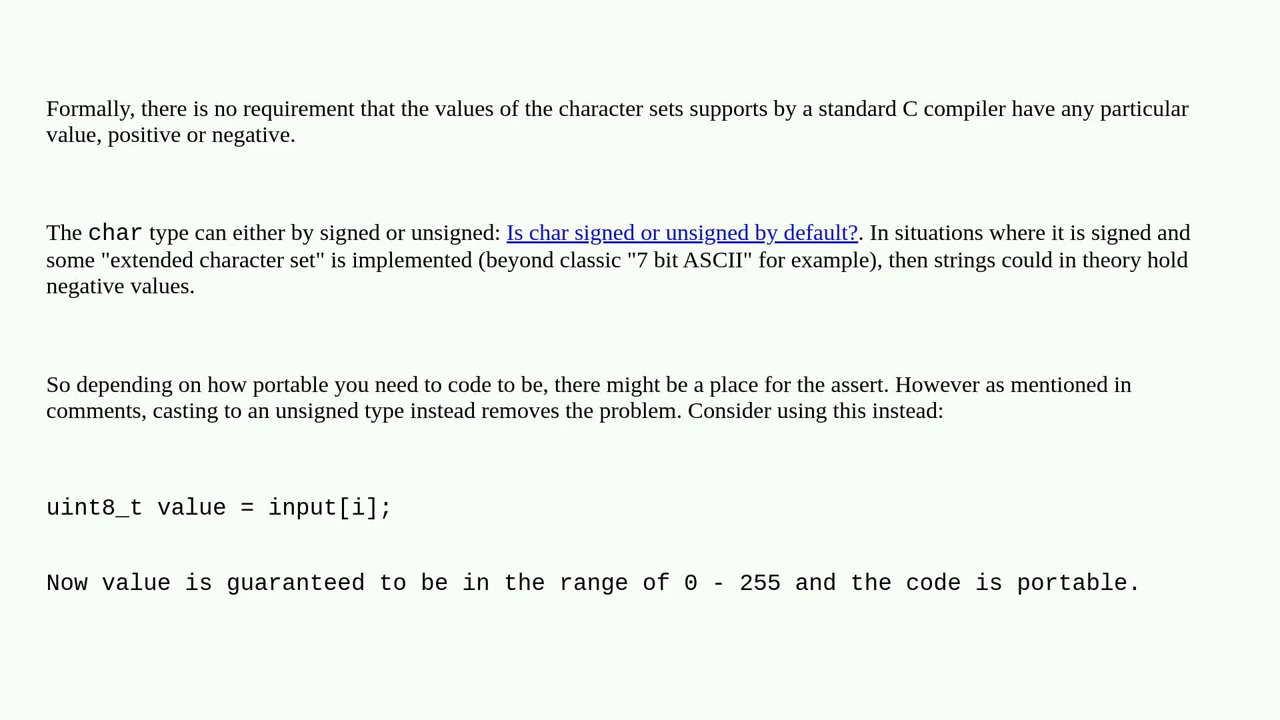 Formally, there is no requirement that the values of the character sets supports by a standard C compiler have any particular
value, positive or negative.
The char type can either by signed or unsigned: Is char signed or unsigned by default?. In situations where it is signed and
some "extended character set" is implemented (beyond classic "7 bit ASCII" for example), then strings could in theory hold
negative values.
So depending on how portable you need to code to be, there might be a place for the assert. However as mentioned in
comments, casting to an unsigned type instead removes the problem. Consider using this instead:
uint8_t value = input[i];
Now value is guaranteed to be in the range of 0 - 255 and the code is portable.